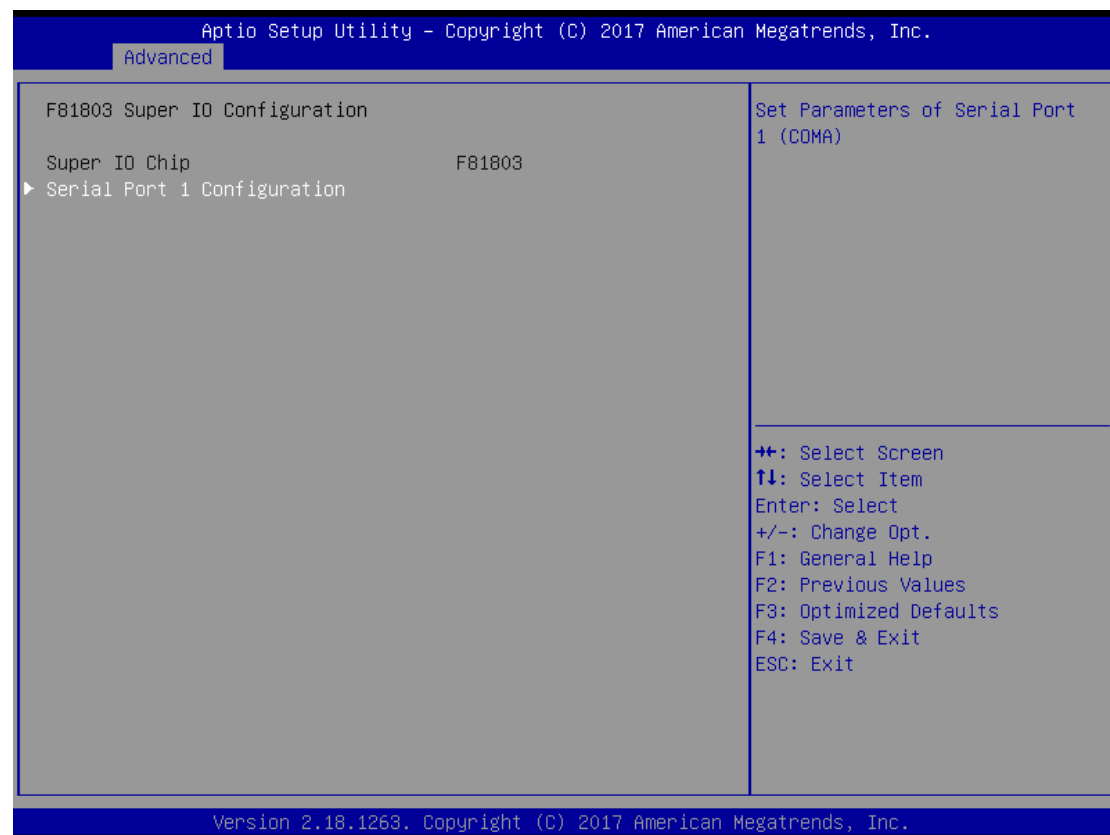 Aptio Setup Utility – Copyright (C) 2017 American Megatrends, Inc.
Advanced
F81803 Super IO Configuration
Super IO Chip F81803
▶ Serial Port 1 Configuration
Set Parameters of Serial Port
1 (COMA)
→←: Select Screen
↑↓: Select Item
Enter: Select
+/-: Change Opt.
F1: General Help
F2: Previous Values
F3: Optimized Defaults
F4: Save & Exit
ESC: Exit
Version 2.18.1263. Copyright (C) 2017 American Megatrends, Inc.